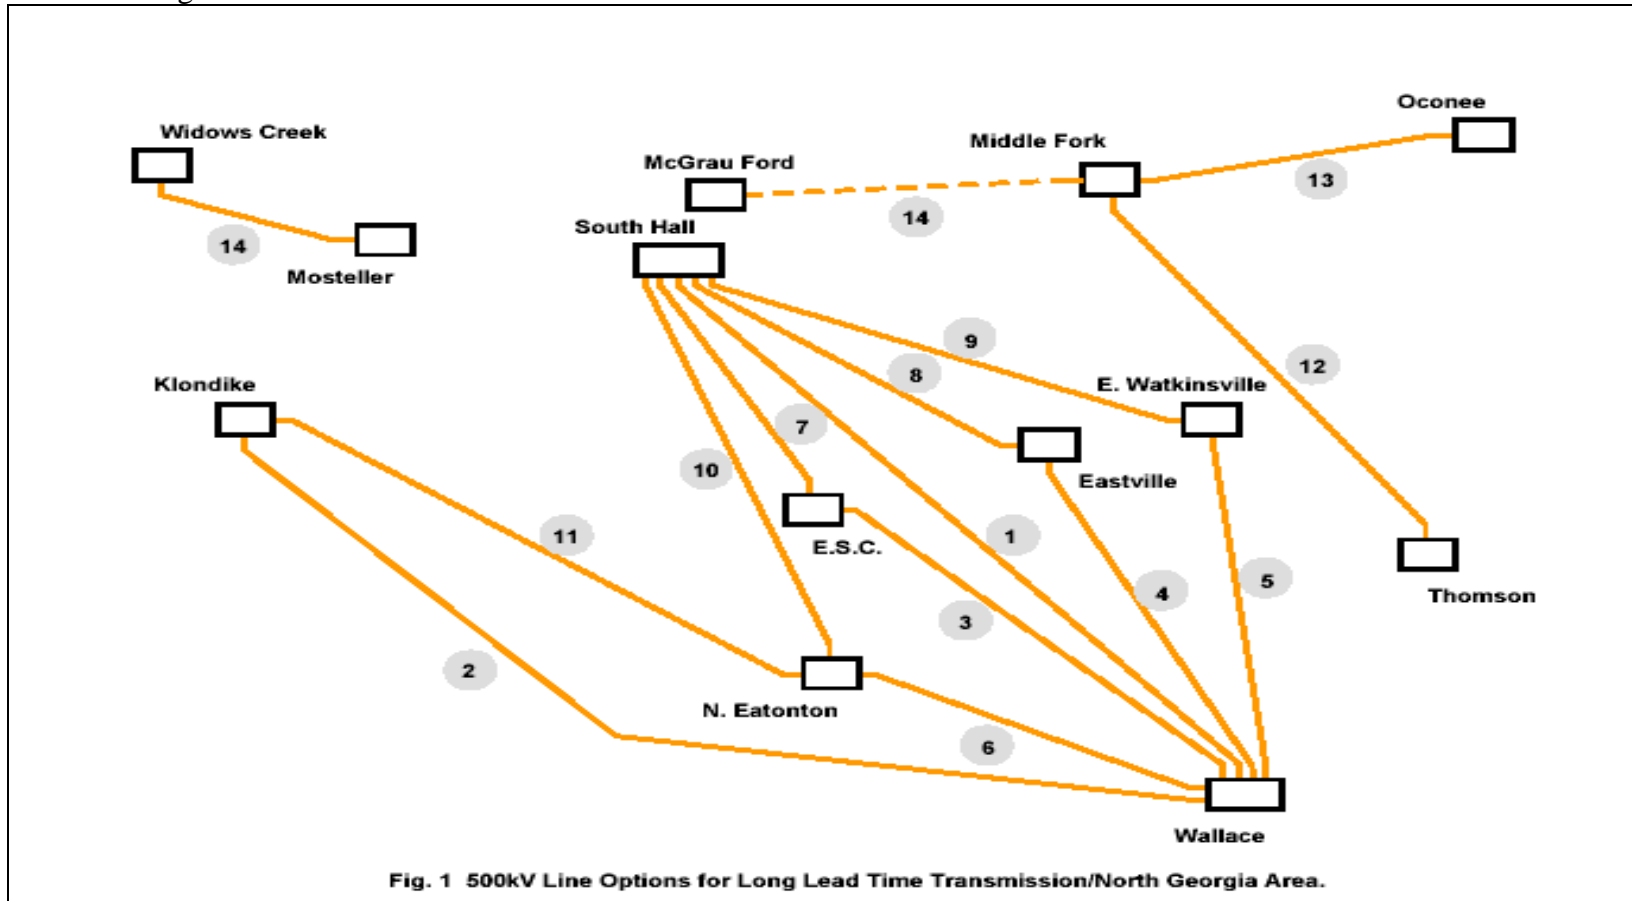 Oconee
Widows Creek
Middle Fork
McGrau Ford
13
14
South Hall
14
Mosteller
9
12
8
Klondike
E. Watkinsville
7
10
Eastville
11
1
E.S.C.
5
4
Thomson
3
2
N. Eatonton
6
Wallace
Fig. 1 500kV Line Options for Long Lead Time Transmission/North Georgia Area.